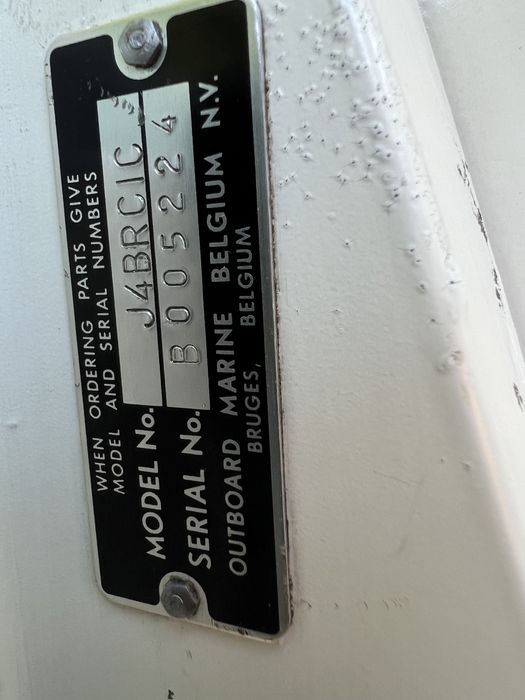 WHEN ORDERING PARTS GIVE
MODEL AND SERIAL NUMBERS
MODEL No. J4BRCIC
SERIAL No. B005224
OUTBOARD MARINE BELGIUM N.V.
BRUGES, BELGIUM